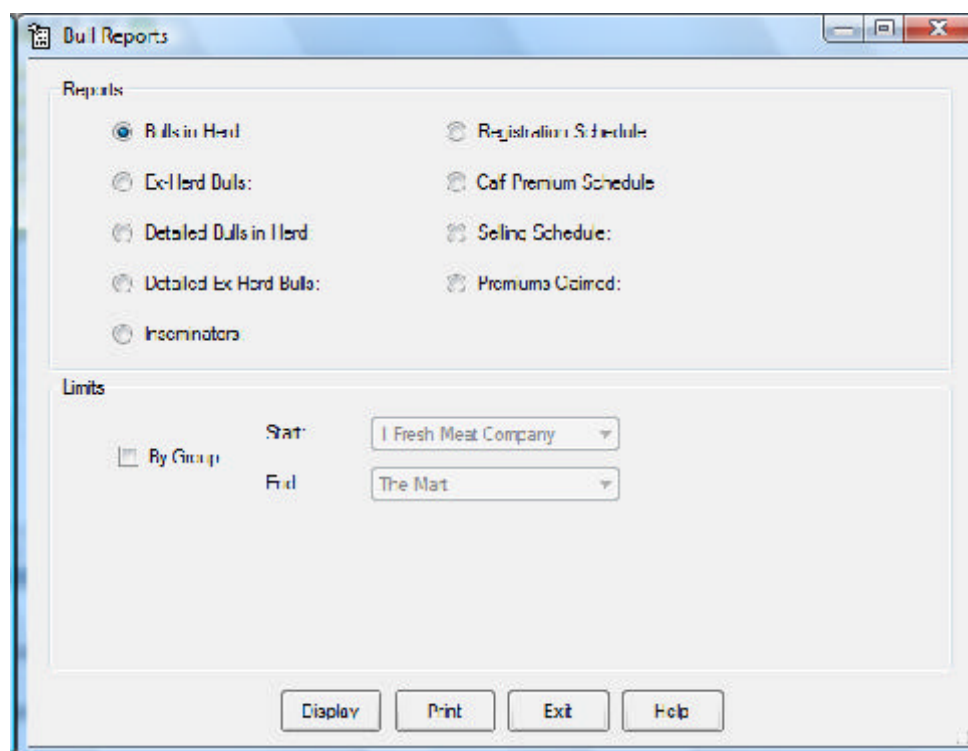 Bull Reports
Reports
Bulls in Herd
Registration Schedule
Ex-Herd Bulls:
Calf Premium Schedule
Detailed Bulls in Herd
Selling Schedule:
Detailed Ex Herd Bulls:
Premiums Claimed:
Inseminators
Limits
By Group
Start:
1 Fresh Meat Company
End
The Mart
Display
Print
Exit
Help